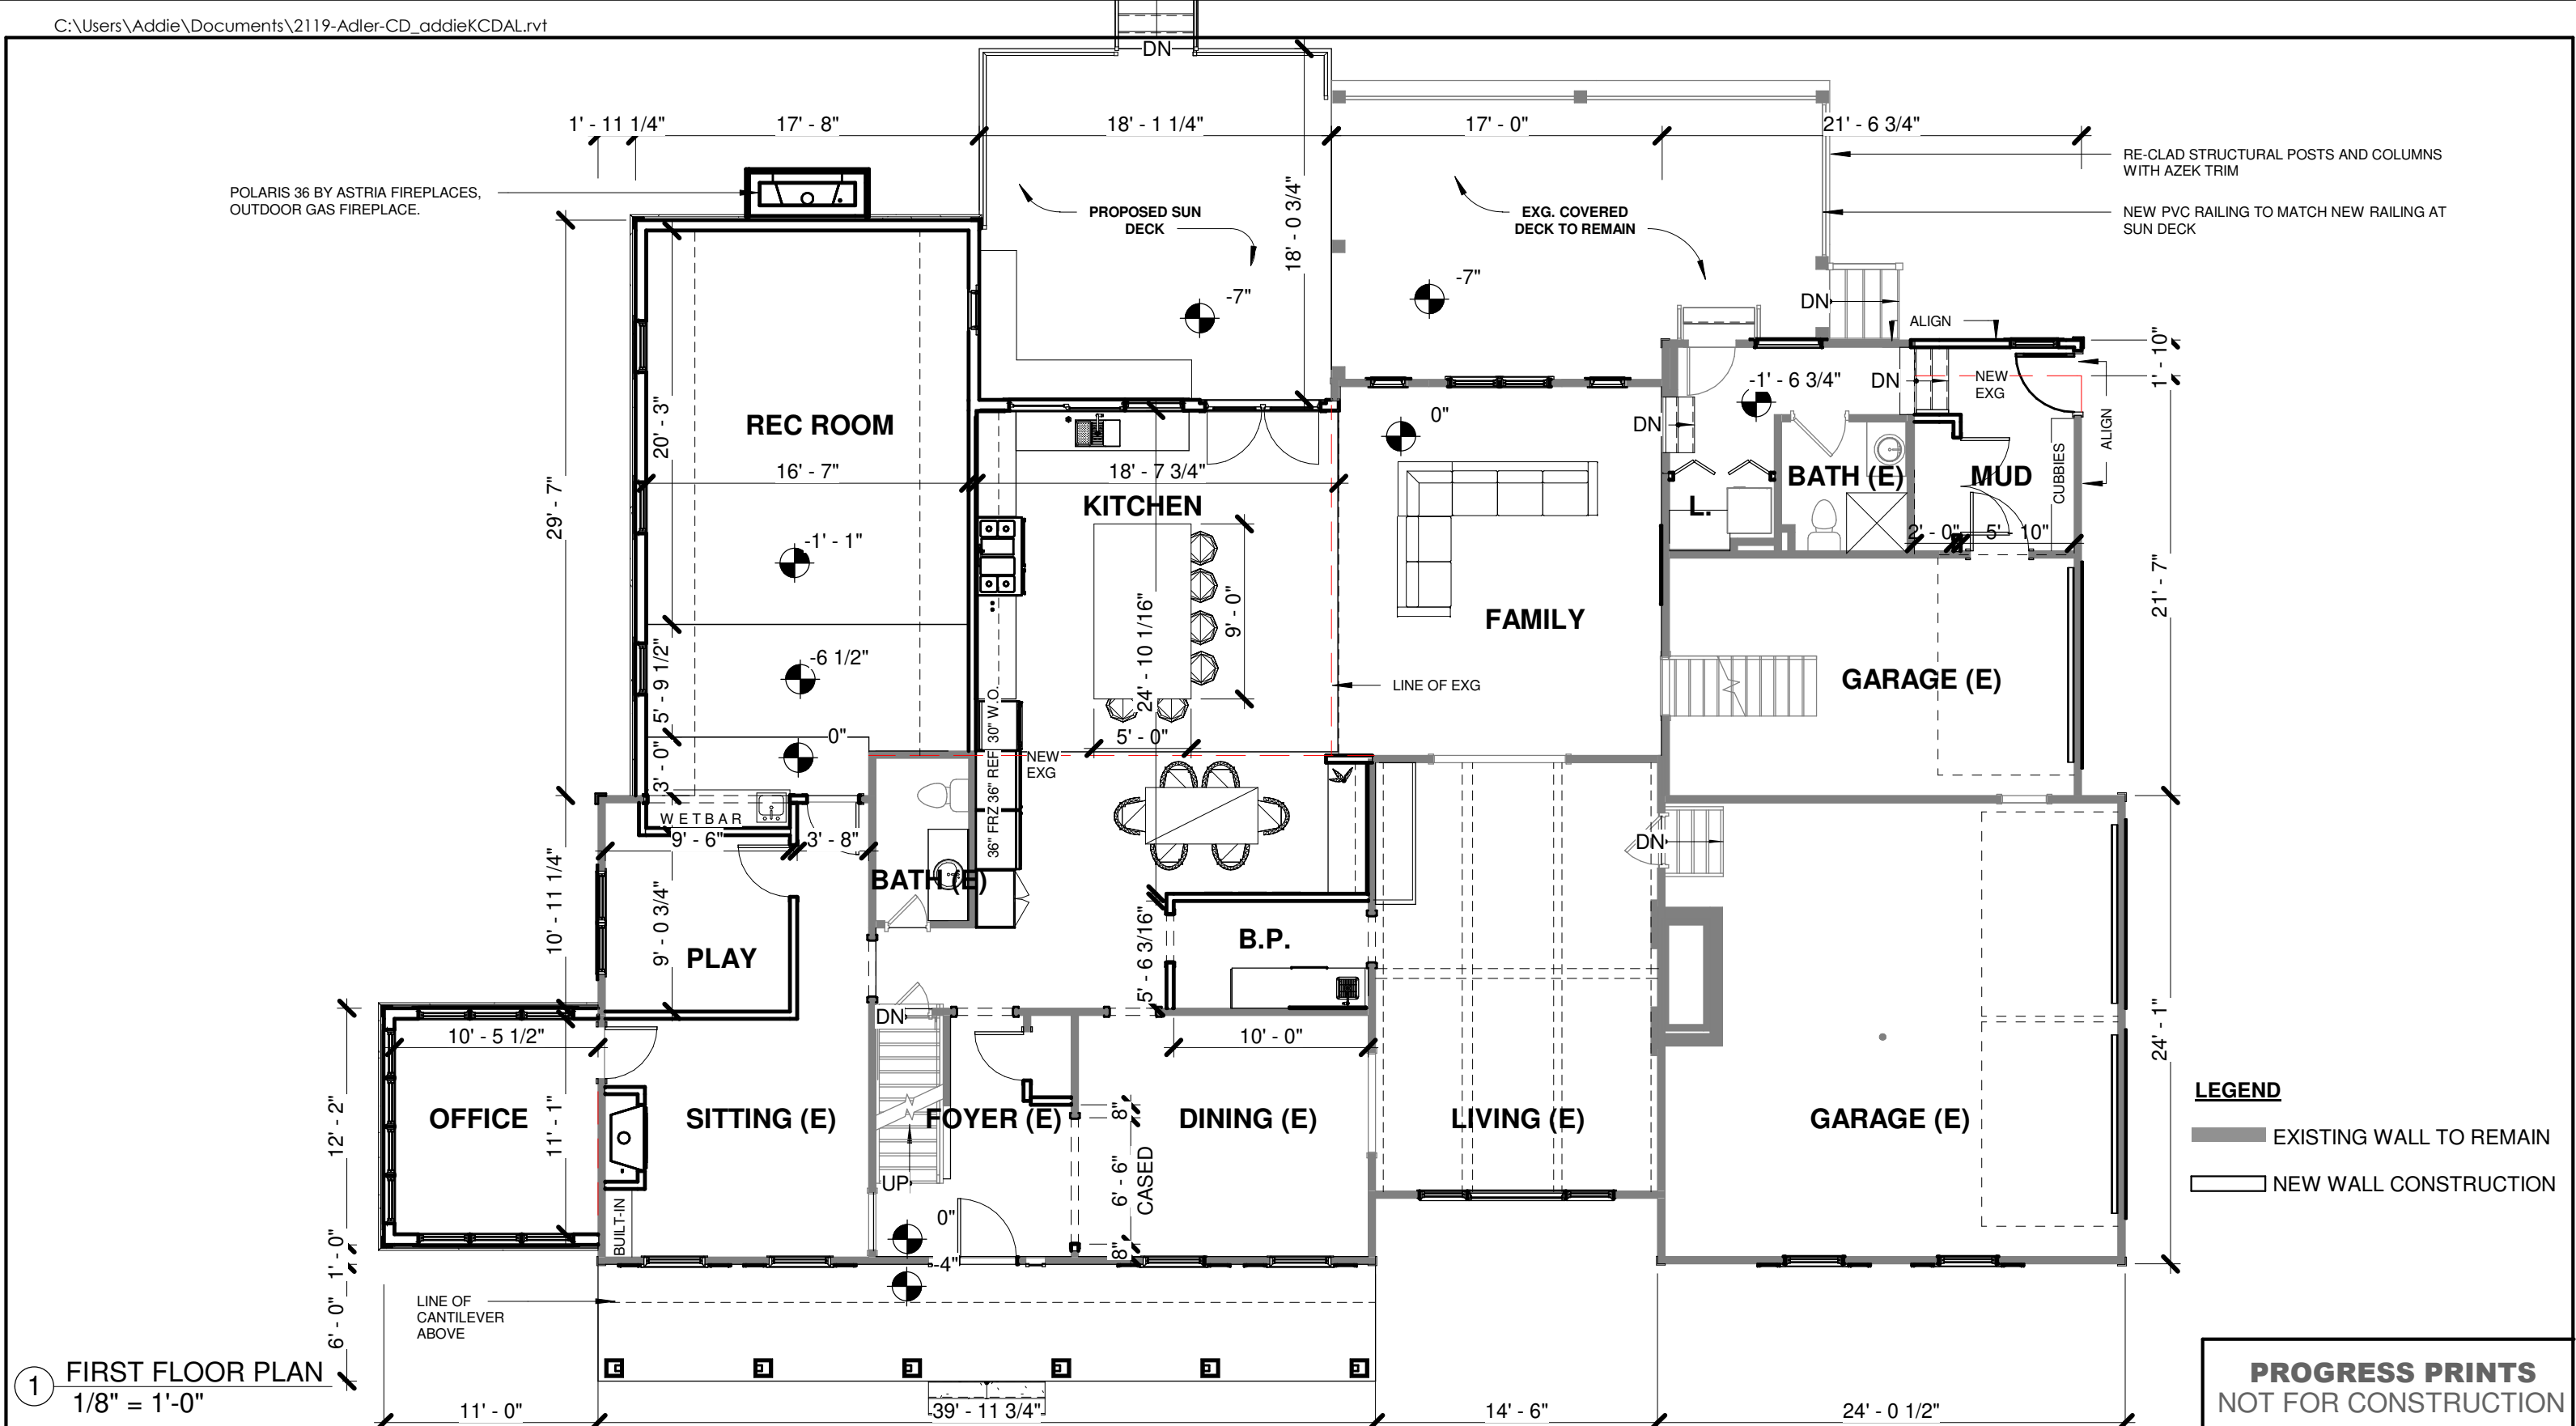 C:\Users\Addie\Documents\2119-Adler-CD_addieKCDAL.rvt
DN
1' - 11 1/4"
17' - 8"
18' - 1 1/4"
17' - 0"
21' - 6 3/4"
RE-CLAD STRUCTURAL POSTS AND COLUMNS
WITH AZEK TRIM
POLARIS 36 BY ASTRIA FIREPLACES,
OUTDOOR GAS FIREPLACE.
PROPOSED SUN
DECK
18' - 0 3/4"
EXG. COVERED
DECK TO REMAIN
NEW PVC RAILING TO MATCH NEW RAILING AT
SUN DECK
-7"
-7"
DN
ALIGN
1' - 10"
-1' - 6 3/4"
DN
NEW
EXG
ALIGN
REC ROOM
20' - 3"
16' - 7"
18' - 7 3/4"
KITCHEN
0"
DN
BATH (E)
MUD
CUBBIES
L.
2' - 0"
5' - 10"
29' - 7"
-1' - 1"
24' - 10 1/16"
9' - 0"
FAMILY
21' - 7"
-6 1/2"
5' - 9 1/2"
LINE OF EXG
GARAGE (E)
30" W.O.
36" REF
36" FRZ
5' - 0"
0"
3' - 0"
NEW
EXG
WETBAR
9' - 6"
3' - 8"
BATH (E)
DN
10' - 11 1/4"
9' - 0 3/4"
PLAY
5' - 6 3/16"
B.P.
DN
10' - 5 1/2"
10' - 0"
24' - 1"
12' - 2"
OFFICE
11' - 1"
SITTING (E)
FOYER (E)
8"
DINING (E)
LIVING (E)
GARAGE (E)
LEGEND
EXISTING WALL TO REMAIN
NEW WALL CONSTRUCTION
UP
6' - 6"
CASED
8"
BUILT-IN
0"
-4"
1' - 0"
6' - 0"
LINE OF
CANTILEVER
ABOVE
1
FIRST FLOOR PLAN
1/8" = 1'-0"
11' - 0"
39' - 11 3/4"
14' - 6"
24' - 0 1/2"
PROGRESS PRINTS
NOT FOR CONSTRUCTION